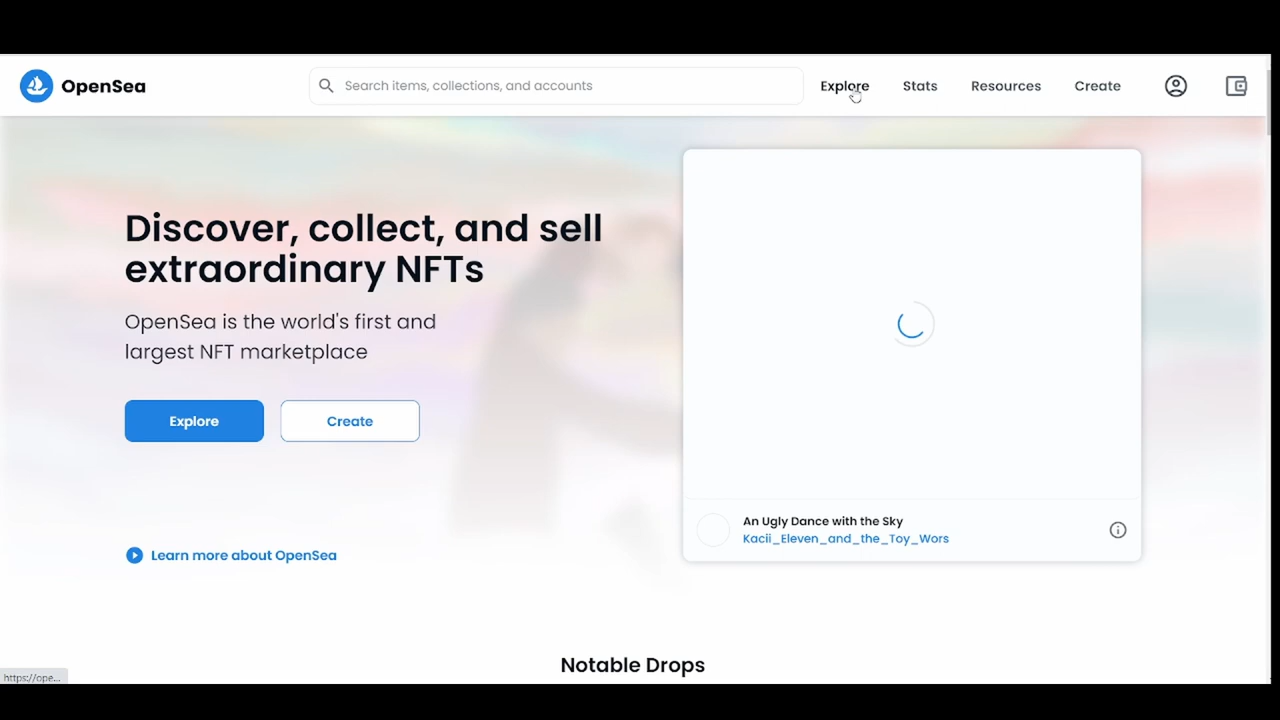 OpenSea
Search items, collections, and accounts
Explore
Stats
Resources
Create
Discover, collect, and sell
extraordinary NFTs
OpenSea is the world's first and
largest NFT marketplace
Explore
Create
Learn more about OpenSea
An Ugly Dance with the Sky
Kacii_Eleven_and_the_Toy_Wors
Notable Drops
https://ope...